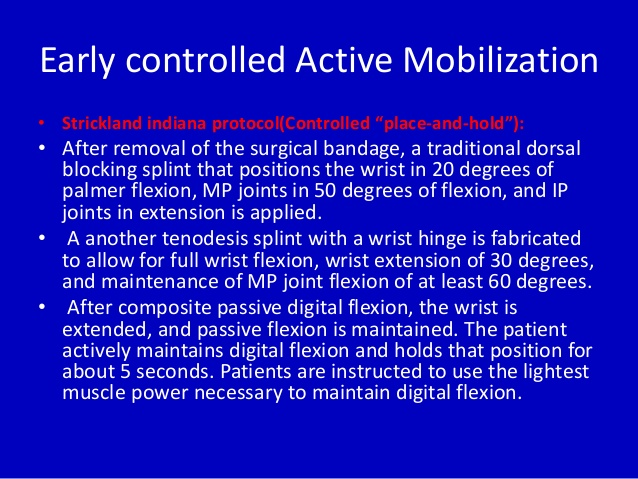 Early controlled Active Mobilization
• Strickland indiana protocol(Controlled “place-and-hold”):
• After removal of the surgical bandage, a traditional dorsal
blocking splint that positions the wrist in 20 degrees of
palmer flexion, MP joints in 50 degrees of flexion, and IP
joints in extension is applied.
• A another tenodesis splint with a wrist hinge is fabricated
to allow for full wrist flexion, wrist extension of 30 degrees,
and maintenance of MP joint flexion of at least 60 degrees.
• After composite passive digital flexion, the wrist is
extended, and passive flexion is maintained. The patient
actively maintains digital flexion and holds that position for
about 5 seconds. Patients are instructed to use the lightest
muscle power necessary to maintain digital flexion.